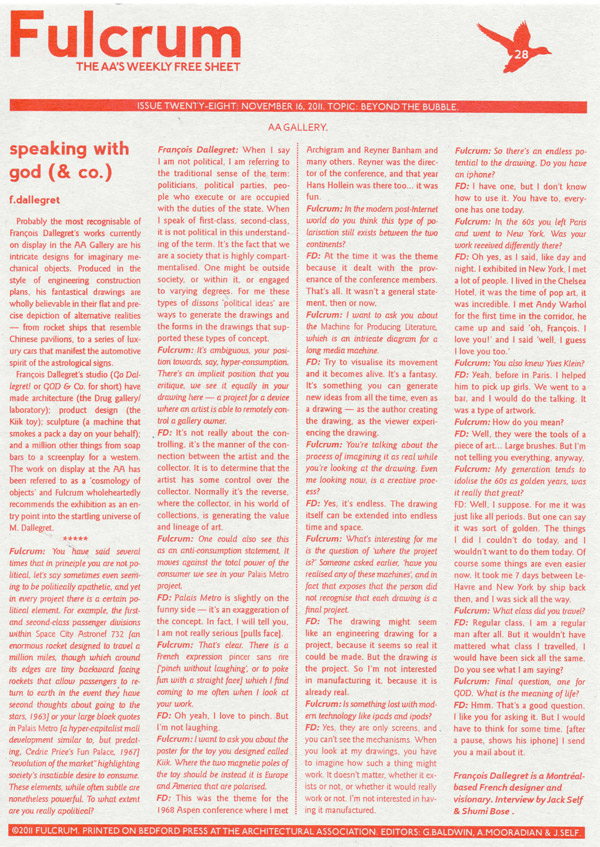 Fulcrum
THE AA'S WEEKLY FREE SHEET
28
ISSUE TWENTY-EIGHT: NOVEMBER 16, 2011. TOPIC: BEYOND THE BUBBLE.
AA GALLERY.
speaking with
god (& co.)
f.dallegret
Probably the most recognisable of
François Dallegret's works currently
on display in the AA Gallery are his
intricate designs for imaginary me-
chanical objects. Produced in the
style of engineering construction
plans, his fantastical drawings are
wholly believable in their flat and pre-
cise depiction of alternative realities
— from rocket ships that resemble
Chinese pavilions, to a series of lux-
ury cars that manifest the automotive
spirit of the astrological signs.
François Dallegret's studio (Go Dal-
legret! or GOD & Co. for short) have
made architecture (the Drug gallery/
laboratory); product design (the
Kiik toy); sculpture (a machine that
smokes a pack a day on your behalf);
and a million other things from soap
bars to a screenplay for a western.
The work on display at the AA has
been referred to as a 'cosmology of
objects' and Fulcrum wholeheartedly
recommends the exhibition as an en-
try point into the startling universe of
M. Dallegret.
*****
Fulcrum: You have said several
times that in principle you are not po-
litical, let's say sometimes even seem-
ing to be politically apathetic, and yet
in every project there is a certain po-
litical element. For example, the first-
and second-class passenger divisions
within Space City Astronef 732 [an
enormous rocket designed to travel a
million miles, though which around
its edges are tiny backward facing
rockets that allow passengers to re-
turn to earth in the event they have
second thoughts about going to the
stars, 1963] or your large block quotes
in Palais Metro [a hyper-capitalist mall
development similar to, but predat-
ing, Cedric Price's Fun Palace, 1967]
"revolution of the market" highlighting
society's insatiable desire to consume.
These elements, while often subtle are
nonetheless powerful. To what extent
are you really apolitical?
François Dallegret: When I say
I am not political, I am referring to
the traditional sense of the term:
politicians, political parties, peo-
ple who execute or are occupied
with the duties of the state. When
I speak of first-class, second-class,
it is not political in this understand-
ing of the term. It's the fact that we
are a society that is highly compart-
mentalised. One might be outside
society, or within it, or engaged
to varying degrees. For me these
types of dissons 'political ideas' are
ways to generate the drawings and
the forms in the drawings that sup-
ported these types of concept.
Fulcrum: It's ambiguous, your posi-
tion towards, say, hyper-consumption.
There's an implicit position that you
critique, we see it equally in your
drawing here — a project for a device
where an artist is able to remotely con-
trol a gallery owner.
FD: It's not really about the con-
trolling, it's the manner of the con-
nection between the artist and the
collector. It is to determine that the
artist has some control over the
collector. Normally it's the reverse,
where the collector, in his world of
collections, is generating the value
and lineage of art.
Fulcrum: One could also see this
as an anti-consumption statement. It
moves against the total power of the
consumer we see in your Palais Metro
project.
FD: Palais Metro is slightly on the
funny side — it's an exaggeration of
the concept. In fact, I will tell you,
I am not really serious [pulls face].
Fulcrum: That's clear. There is a
French expression pincer sans rire
['pinch without laughing', or to poke
fun with a straight face] which I find
coming to me often when I look at
your work.
FD: Oh yeah, I love to pinch...But
I'm not laughing.
Fulcrum: I want to ask you about the
poster for the toy you designed called
Kiik. Where the two magnetic poles of
the toy should be instead it is Europe
and America that are polarised.
FD: This was the theme for the
1968 Aspen conference where I met
Archigram and Reyner Banham and
many others. Reyner was the direc-
tor of the conference, and that year
Hans Hollein was there too... it was
fun.
Fulcrum: In the modern post-Internet
world do you think this type of po-
larisation still exists between the two
continents?
FD: At the time it was the theme
because it dealt with the prov-
enance of the conference members.
That's all. It wasn't a general state-
ment, then or now.
Fulcrum: I want to ask you about
the Machine for Producing Literature,
which is an intricate diagram for a
long media machine.
FD: Try to visualise its movement
and it becomes alive. It's a fantasy.
It's something you can generate
new ideas from all the time, even as
a drawing — as the author creating
the drawing, as the viewer experi-
encing the drawing.
Fulcrum: You're talking about the
process of imagining it as real while
you're looking at the drawing. Even
me looking now, is a creative proc-
ess?
FD: Yes, it's endless. The drawing
itself can be extended into endless
time and space.
Fulcrum: What's interesting for me
is the question of 'where the project
is?' Someone asked earlier, 'have you
realised any of these machines', and in
fact that exposes that the person did
not recognise that each drawing is a
final project.
FD: The drawing might seem
like an engineering drawing for a
project, because it seems so real it
could be made. But the drawing is
the project. So I'm not interested
in manufacturing it, because it is
already real.
Fulcrum: Is something lost with mod-
ern technology like ipads and ipods?
FD: Yes, they are only screens, and
you can't see the mechanisms. When
you look at my drawings, you have
to imagine how such a thing might
work. It doesn't matter, whether it ex-
ists or not, or whether it would really
work or not. I'm not interested in hav-
ing it manufactured.
Fulcrum: So there's an endless po-
tential to the drawing. Do you have
an iphone?
FD: I have one, but I don't know
how to use it. You have to, every-
one has one today.
Fulcrum: In the 60s you left Paris
and went to New York. Was your
work received differently there?
FD: Oh yes, as I said, like day and
night. I exhibited in New York, I met
a lot of people. I lived in the Chelsea
Hotel, it was the time of pop art, it
was incredible. I met Andy Warhol
for the first time in the corridor, he
came up and said 'oh, François. I
love you!' and I said 'well, I guess
I love you too.'
Fulcrum: You also knew Yves Klein?
FD: Yeah, before in Paris. I helped
him to pick up girls. We went to a
bar, and I would do the talking. It
was a type of artwork.
Fulcrum: How do you mean?
FD: Well, they were the tools of a
piece of art... Large brushes. But I'm
not telling you everything, anyway.
Fulcrum: My generation tends to
idolise the 60s as golden years, was
it really that great?
FD: Well, I suppose. For me it was
just like all periods. But one can say
it was sort of golden. The things
I did I couldn't do today, and I
wouldn't want to do them today. Of
course some things are even easier
now. It took me 7 days between Le-
Havre and New York by ship back
then, and I was sick all the way.
Fulcrum: What class did you travel?
FD: Regular class, I am a regular
man after all. But it wouldn't have
mattered what class I travelled, I
would have been sick all the same.
Do you see what I am saying?
Fulcrum: Final question, one for
GOD. What is the meaning of life?
FD: Hmm. That's a good question.
I like you for asking it. But I would
have to think for some time. [after
a pause, shows his iphone] I send
you a mail about it.
François Dallegret is a Montréal-
based French designer and
visionary. Interview by Jack Self
& Shumi Bose .
©2011 FULCRUM. PRINTED ON BEDFORD PRESS AT THE ARCHITECTURAL ASSOCIATION. EDITORS: G.BALDWIN, A.MOORADIAN & J.SELF.